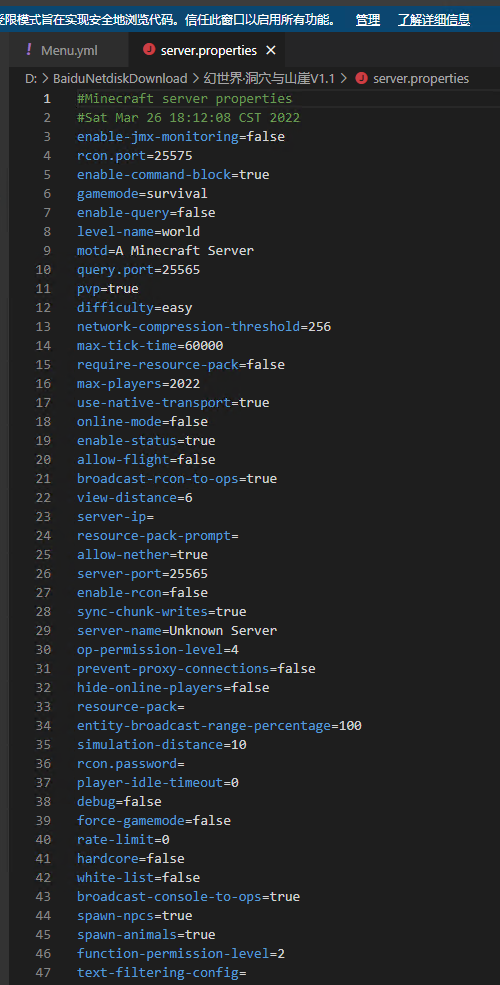 受限模式旨在实现安全地浏览代码。信任此窗口以启用所有功能。 管理 了解详细信息
! Menu.yml server.properties ×
D: > BaiduNetdiskDownload > 幻世界·洞穴与山崖V1.1 > server.properties
1 #Minecraft server properties
2 #Sat Mar 26 18:12:08 CST 2022
3 enable-jmx-monitoring=false
4 rcon.port=25575
5 enable-command-block=true
6 gamemode=survival
7 enable-query=false
8 level-name=world
9 motd=A Minecraft Server
10 query.port=25565
11 pvp=true
12 difficulty=easy
13 network-compression-threshold=256
14 max-tick-time=60000
15 require-resource-pack=false
16 max-players=2022
17 use-native-transport=true
18 online-mode=false
19 enable-status=true
20 allow-flight=false
21 broadcast-rcon-to-ops=true
22 view-distance=6
23 server-ip=
24 resource-pack-prompt=
25 allow-nether=true
26 server-port=25565
27 enable-rcon=false
28 sync-chunk-writes=true
29 server-name=Unknown Server
30 op-permission-level=4
31 prevent-proxy-connections=false
32 hide-online-players=false
33 resource-pack=
34 entity-broadcast-range-percentage=100
35 simulation-distance=10
36 rcon.password=
37 player-idle-timeout=0
38 debug=false
39 force-gamemode=false
40 rate-limit=0
41 hardcore=false
42 white-list=false
43 broadcast-console-to-ops=true
44 spawn-npcs=true
45 spawn-animals=true
46 function-permission-level=2
47 text-filtering-config=